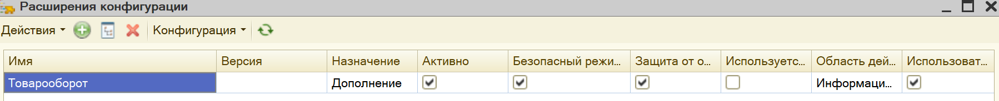 Расширения конфигурации
Действия Конфигурация
Имя Версия Назначение Активно Безопасный режи... Защита от о... Используетс... Область дей... Использоват...
Товарооборот Дополнение Информаци...